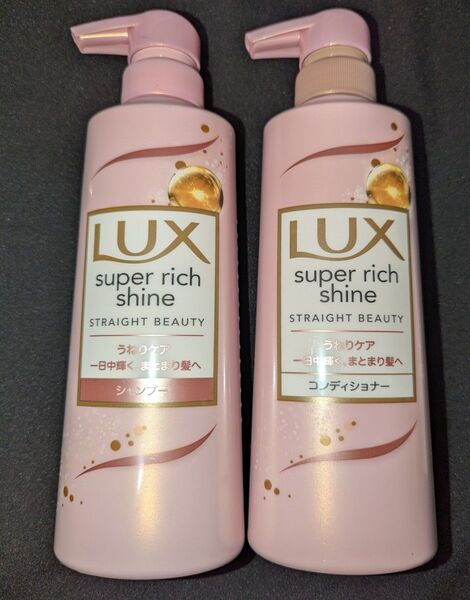 LUX
super rich
shine
STRAIGHT BEAUTY
うねりケア
一日中輝く、まとまり髪へ
シャンプー
LUX
super rich
shine
STRAIGHT BEAUTY
うねりケア
一日中輝く、まとまり髪へ
コンディショナー